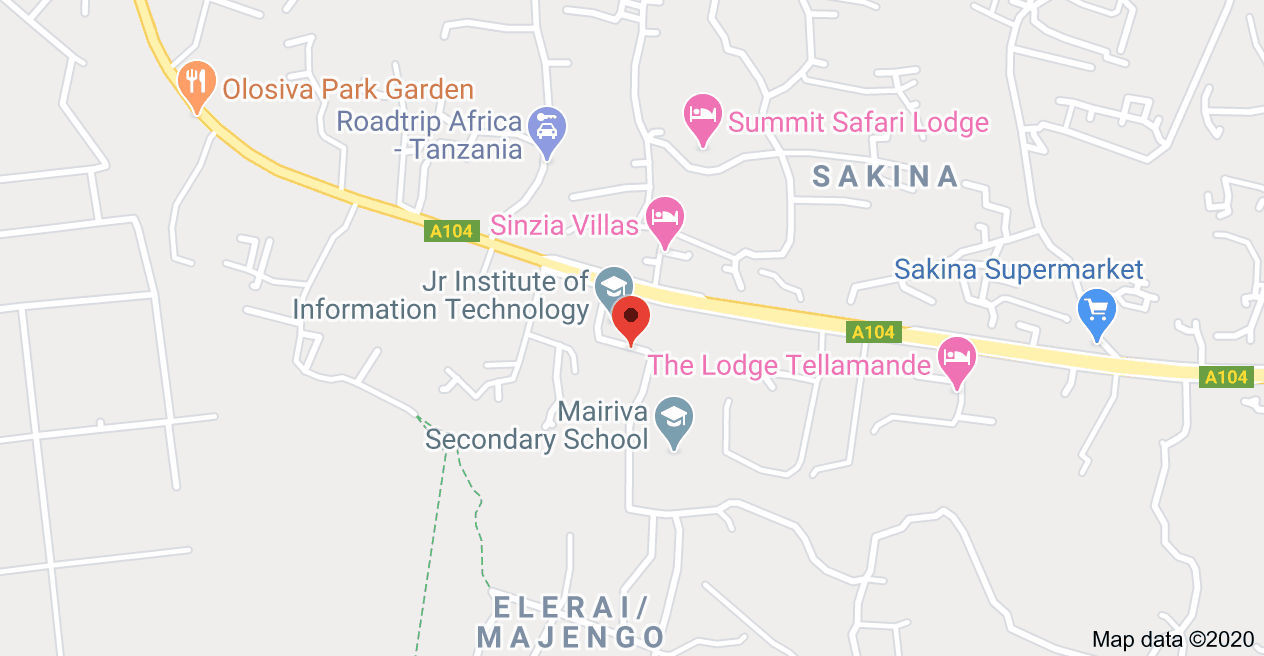 Olosiva Park Garden
Roadtrip Africa
- Tanzania
Summit Safari Lodge
SAKINA
A104
Sinzia Villas
Sakina Supermarket
Jr Institute of
Information Technology
A104
The Lodge Tellamande
A104
Mairiva
Secondary School
ELERAI/
MAJENGO
Map data ©2020